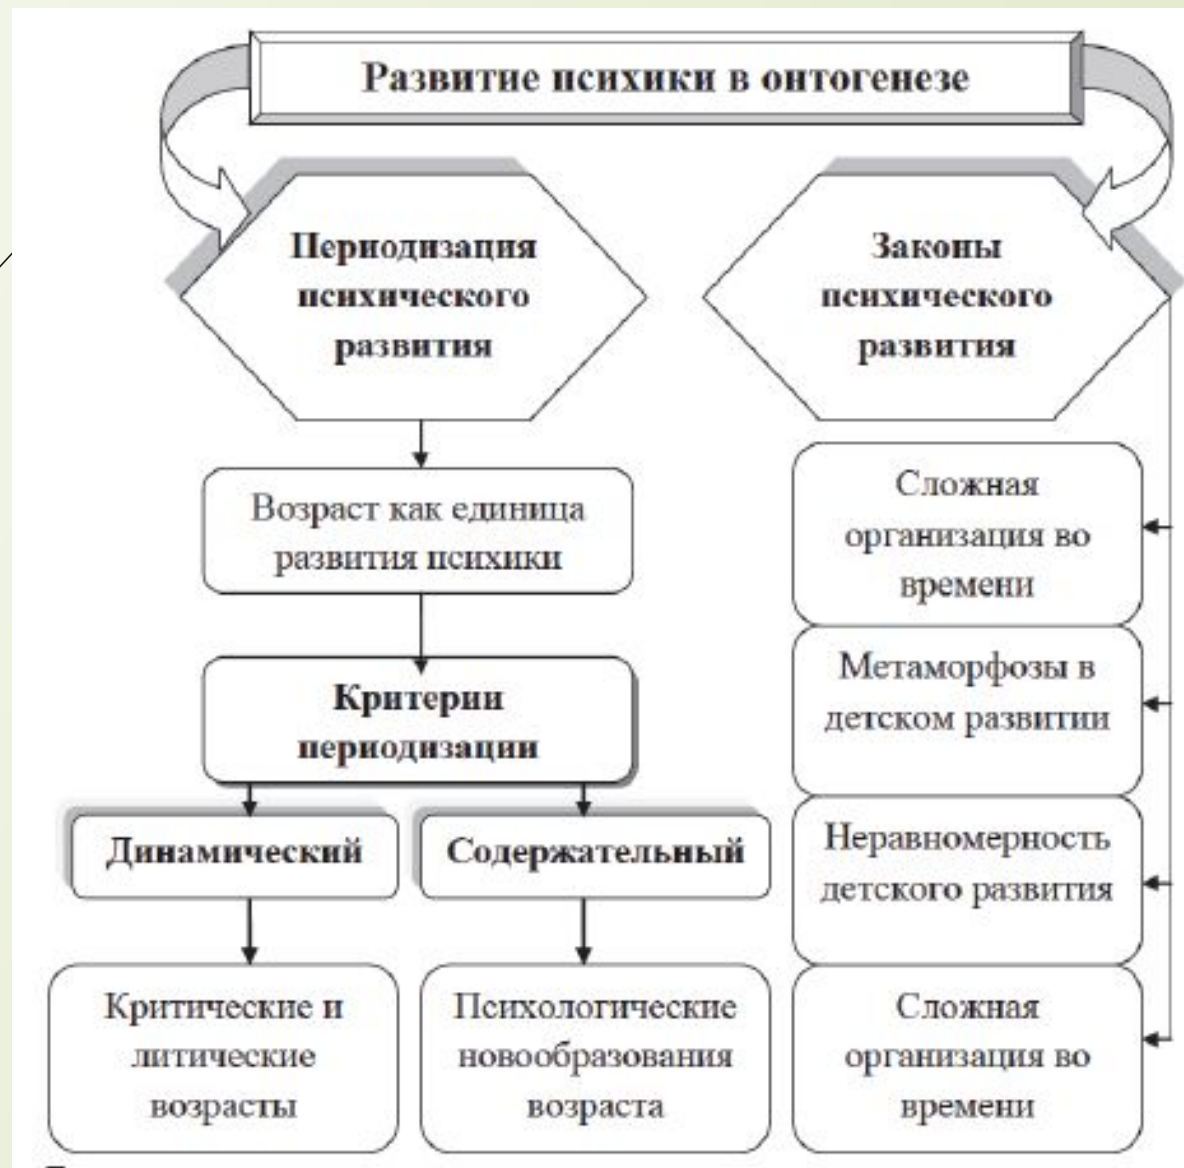 Развитие психики в онтогенезе
Периодизация
психического
развития
Законы
психического
развития
Возраст как единица
развития психики
Критерии
периодизации
Динамический
Содержательный
Критические и
литические
возрасты
Психологические
новообразования
возраста
Сложная
организация во
времени
Метаморфозы в
детском развитии
Неравномерность
детского развития
Сложная
организация во
времени